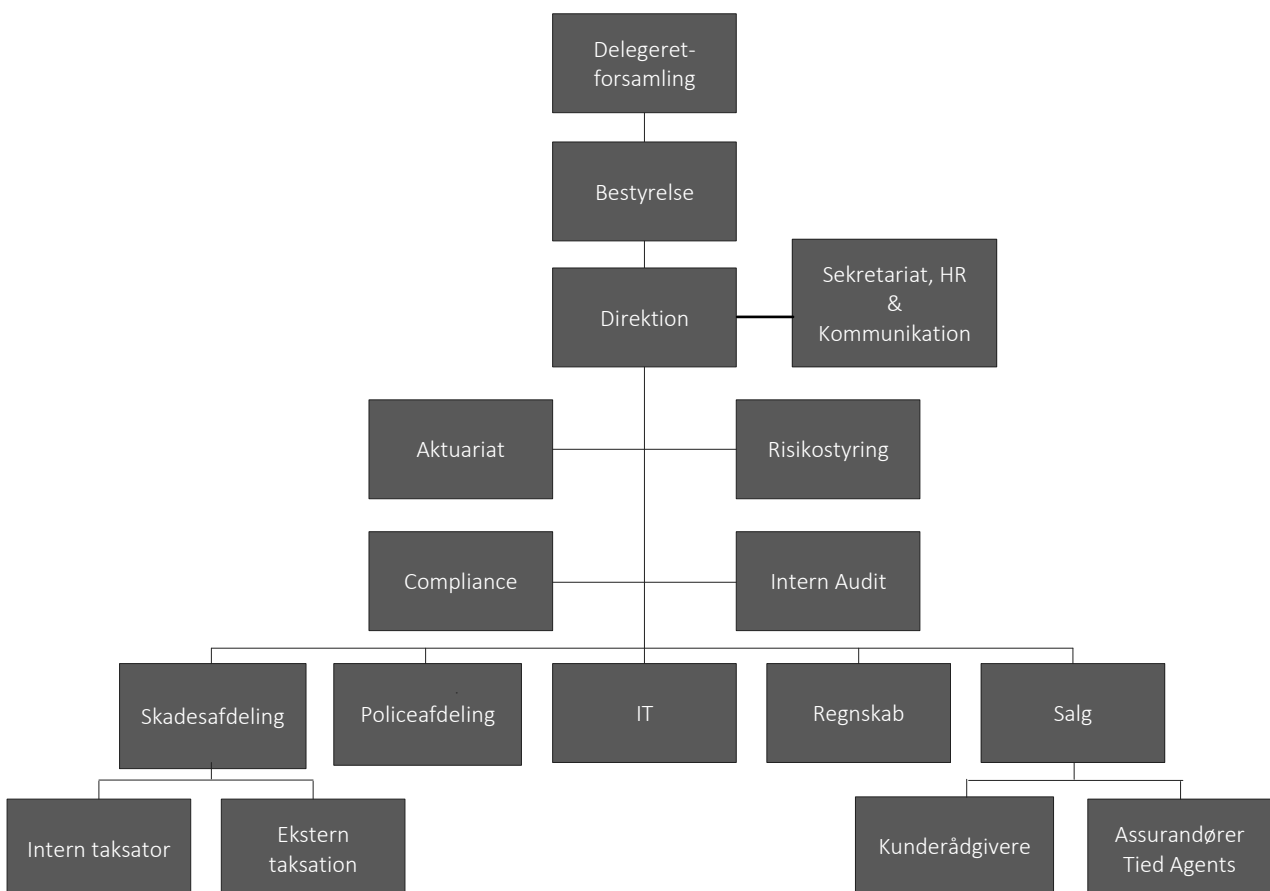 Delegeret-
forsamling
Bestyrelse
Direktion
Sekretariat, HR
&
Kommunikation
Aktuariat
Risikostyring
Compliance
Intern Audit
Skadesafdeling
Policeafdeling
IT
Regnskab
Salg
Intern taksator
Ekstern
taksation
Kunderådgivere
Assurandører
Tied Agents